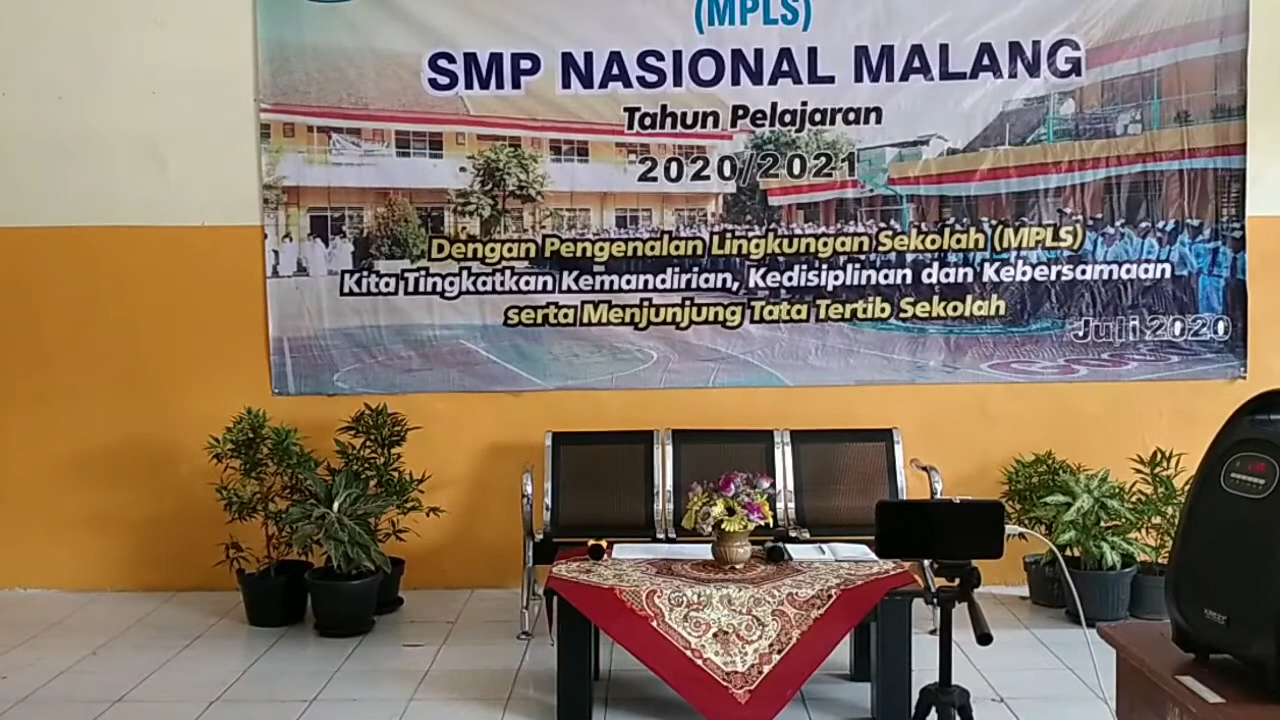 (MPLS)
SMP NASIONAL MALANG
Tahun Pelajaran
2020/2021
Dengan Pengenalan Lingkungan Sekolah (MPLS)
Kita Tingkatkan Kemandirian, Kedisiplinan dan Kebersamaan
serta Menjunjung Tata Tertib Sekolah
Juli 2020